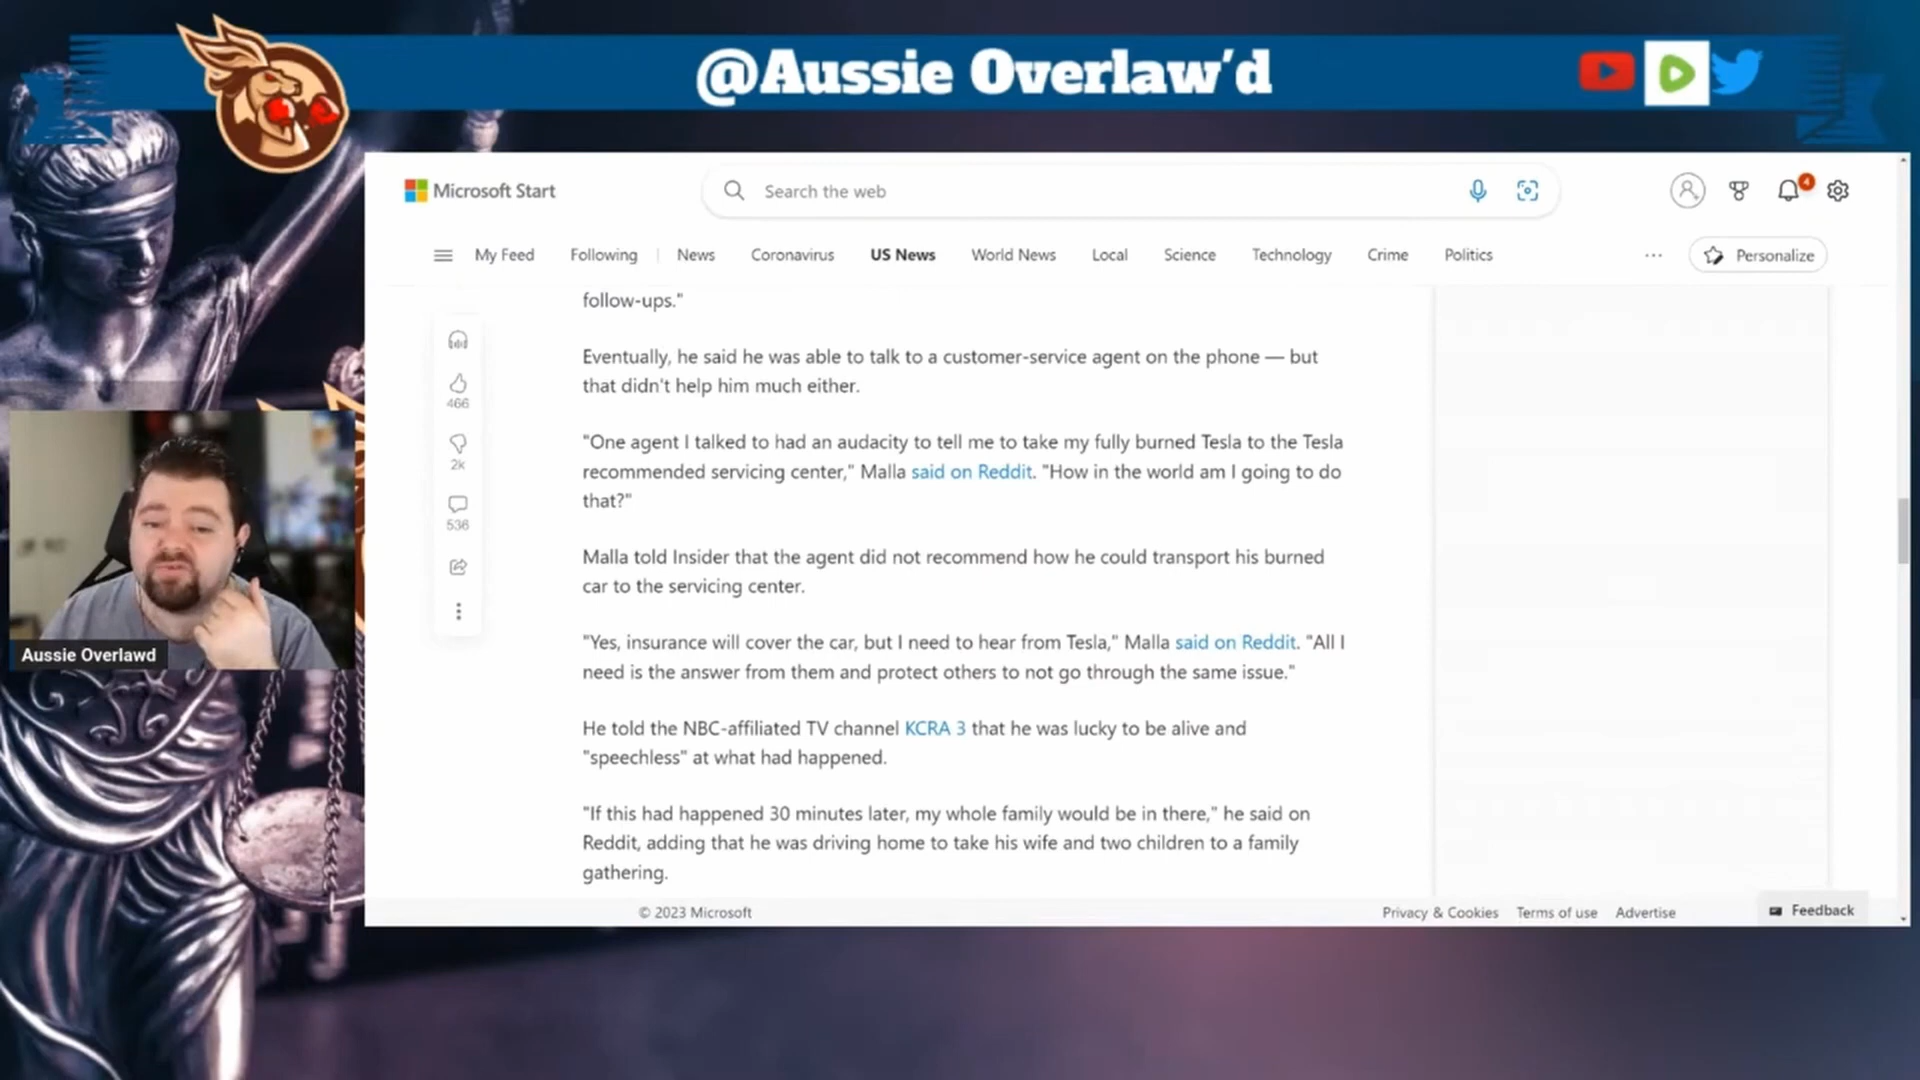 @Aussie Overlaw'd
Microsoft Start
Search the web
4
My Feed
Following
News
Coronavirus
US News
World News
Local
Science
Technology
Crime
Politics
Personalize
follow-ups."
Eventually, he said he was able to talk to a customer-service agent on the phone — but
that didn't help him much either.
"One agent I talked to had an audacity to tell me to take my fully burned Tesla to the Tesla
recommended servicing center," Malla said on Reddit. "How in the world am I going to do
that?"
Malla told Insider that the agent did not recommend how he could transport his burned
car to the servicing center.
"Yes, insurance will cover the car, but I need to hear from Tesla," Malla said on Reddit. "All I
need is the answer from them and protect others to not go through the same issue."
He told the NBC-affiliated TV channel KCRA 3 that he was lucky to be alive and
"speechless" at what had happened.
"If this had happened 30 minutes later, my whole family would be in there," he said on
Reddit, adding that he was driving home to take his wife and two children to a family
gathering.
466
2k
536
Aussie Overlawd
© 2023 Microsoft
Privacy & Cookies
Terms of use
Advertise
Feedback